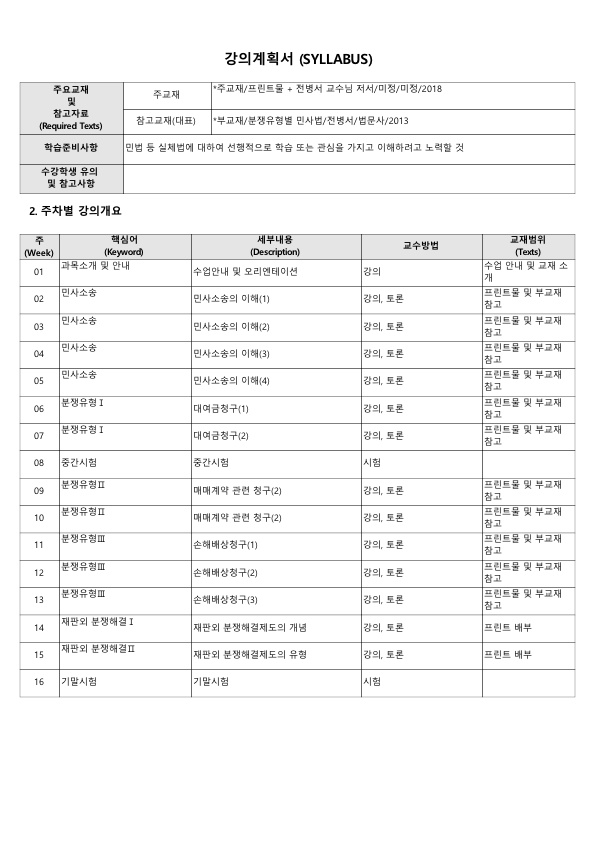 강의계획서 (SYLLABUS)
주요교재
및
참고자료
(Required Texts)
주교재
*주교재/프린트물 + 전병서 교수님 저서/미정/미정/2018
참고교재(대표)
*부교재/분쟁유형별 민사법/전병서/법문사/2013
학습준비사항
민법 등 실체법에 대하여 선행적으로 학습 또는 관심을 가지고 이해하려고 노력할 것
수강학생 유의
및 참고사항
2. 주차별 강의개요
주
(Week)
핵심어
(Keyword)
세부내용
(Description)
교수방법
교재범위
(Texts)
01
과목소개 및 안내
수업안내 및 오리엔테이션
강의
수업 안내 및 교재 소
개
02
민사소송
민사소송의 이해(1)
강의, 토론
프린트물 및 부교재
참고
03
민사소송
민사소송의 이해(2)
강의, 토론
프린트물 및 부교재
참고
04
민사소송
민사소송의 이해(3)
강의, 토론
프린트물 및 부교재
참고
05
민사소송
민사소송의 이해(4)
강의, 토론
프린트물 및 부교재
참고
06
분쟁유형Ⅰ
대여금청구(1)
강의, 토론
프린트물 및 부교재
참고
07
분쟁유형Ⅰ
대여금청구(2)
강의, 토론
프린트물 및 부교재
참고
08
중간시험
중간시험
시험
09
분쟁유형Ⅱ
매매계약 관련 청구(2)
강의, 토론
프린트물 및 부교재
참고
10
분쟁유형Ⅱ
매매계약 관련 청구(2)
강의, 토론
프린트물 및 부교재
참고
11
분쟁유형Ⅲ
손해배상청구(1)
강의, 토론
프린트물 및 부교재
참고
12
분쟁유형Ⅲ
손해배상청구(2)
강의, 토론
프린트물 및 부교재
참고
13
분쟁유형Ⅲ
손해배상청구(3)
강의, 토론
프린트물 및 부교재
참고
14
재판외 분쟁해결Ⅰ
재판외 분쟁해결제도의 개념
강의, 토론
프린트 배부
15
재판외 분쟁해결Ⅱ
재판외 분쟁해결제도의 유형
강의, 토론
프린트 배부
16
기말시험
기말시험
시험